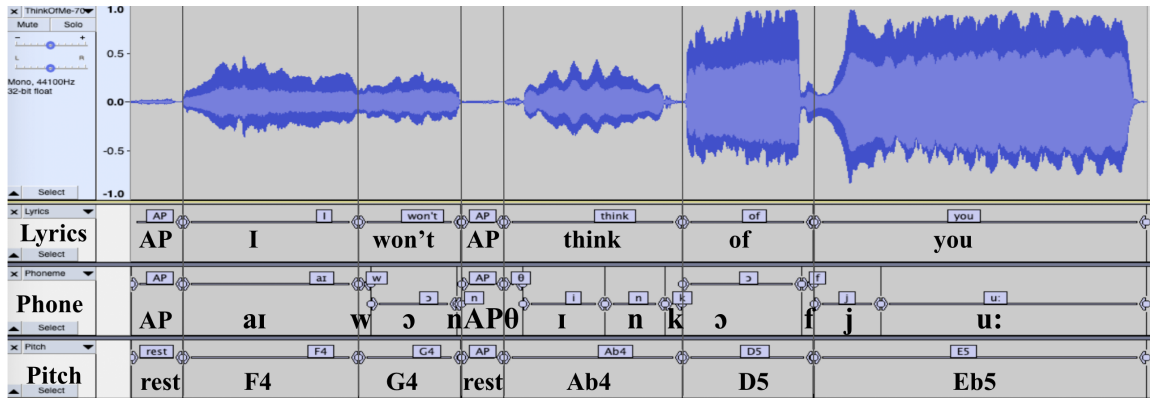 × ThinkOfMe-70▼ 1.0
Mute Solo
- +
0.5
L R
Mono, 44100Hz 0.0
32-bit float
-0.5
▲ Select -1.0
× Lyrics ▼ AP I won't AP think of you
Lyrics AP I won't AP think of you
▲ Select
× Phoneme ▼ AP aɪ w AP θ f
ɔ n i n k ɔ j u:
Phone AP aɪ w ɔ n AP θ ɪ n k ɔ f j u:
▲ Select
× Pitch ▼ rest F4 G4 AP Ab4 D5 E5
Pitch rest F4 G4 rest Ab4 D5 Eb5
▲ Select